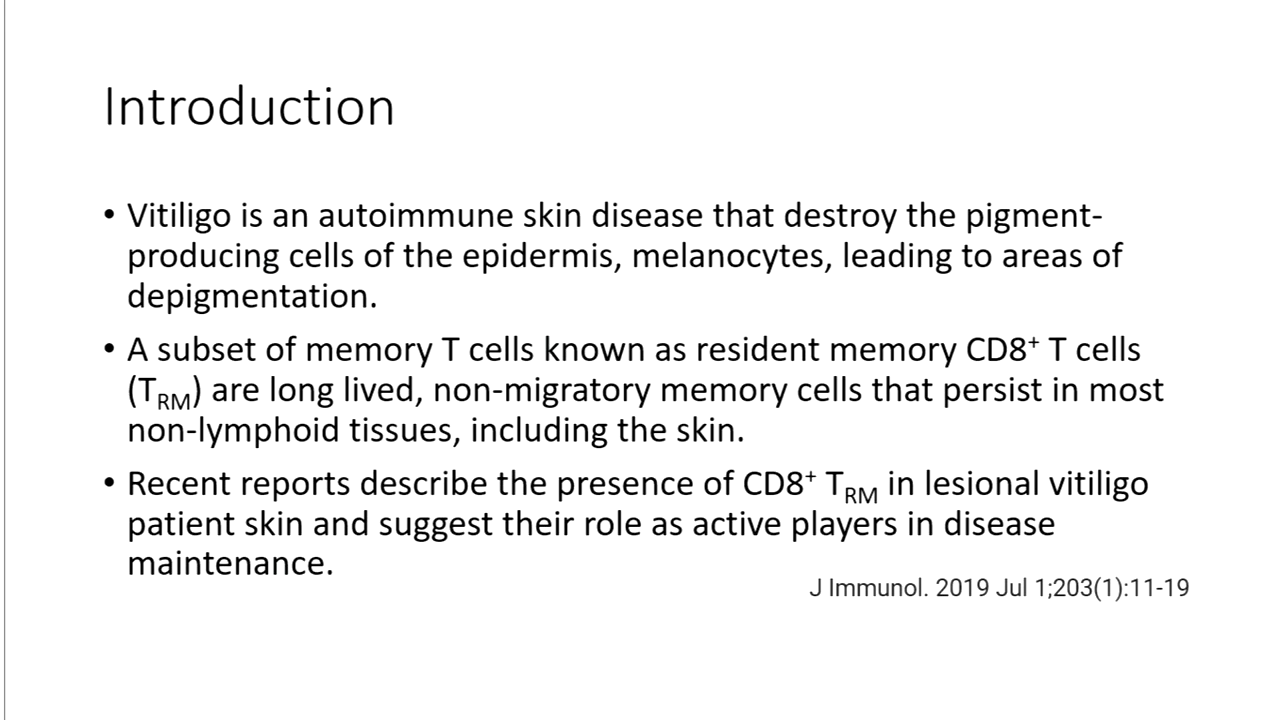 Introduction
• Vitiligo is an autoimmune skin disease that destroy the pigment-
producing cells of the epidermis, melanocytes, leading to areas of
depigmentation.
• A subset of memory T cells known as resident memory CD8⁺ T cells
(T_RM) are long lived, non-migratory memory cells that persist in most
non-lymphoid tissues, including the skin.
• Recent reports describe the presence of CD8⁺ T_RM in lesional vitiligo
patient skin and suggest their role as active players in disease
maintenance.
J Immunol. 2019 Jul 1;203(1):11-19